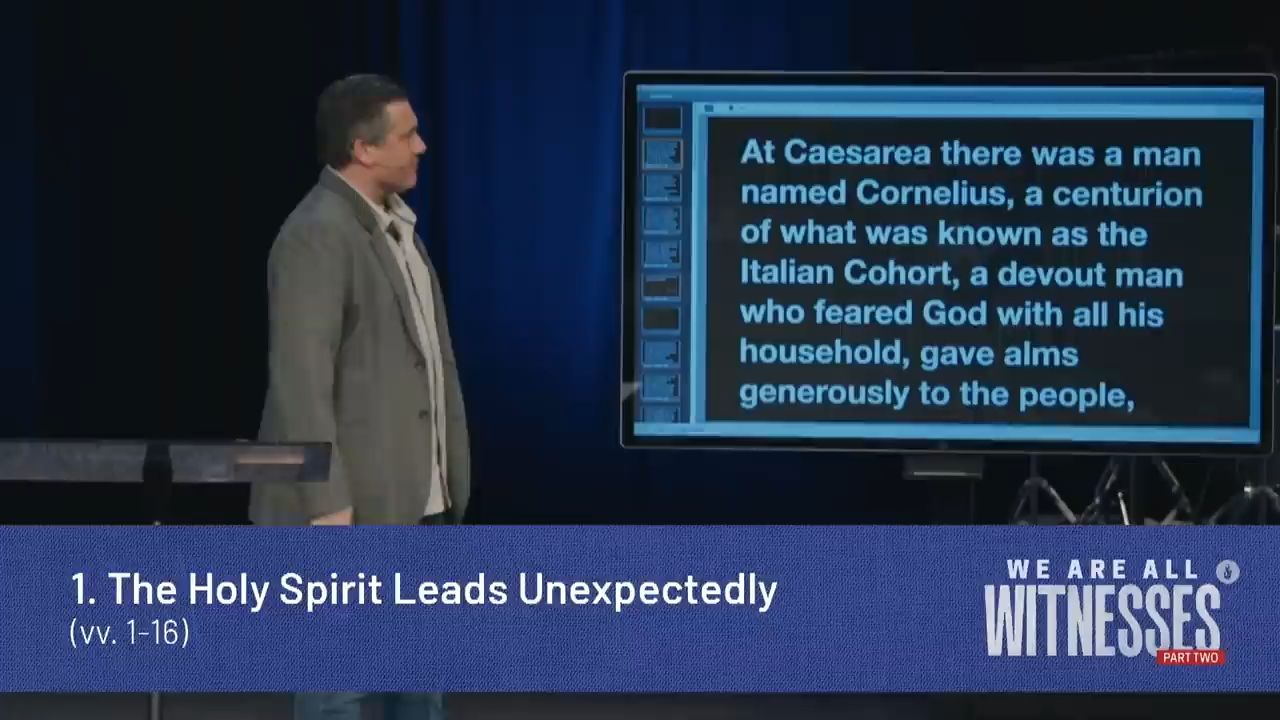 At Caesarea there was a man
named Cornelius, a centurion
of what was known as the
Italian Cohort, a devout man
who feared God with all his
household, gave alms
generously to the people,
1. The Holy Spirit Leads Unexpectedly
(vv. 1-16)
WE ARE ALL
WITNESSES
PART TWO